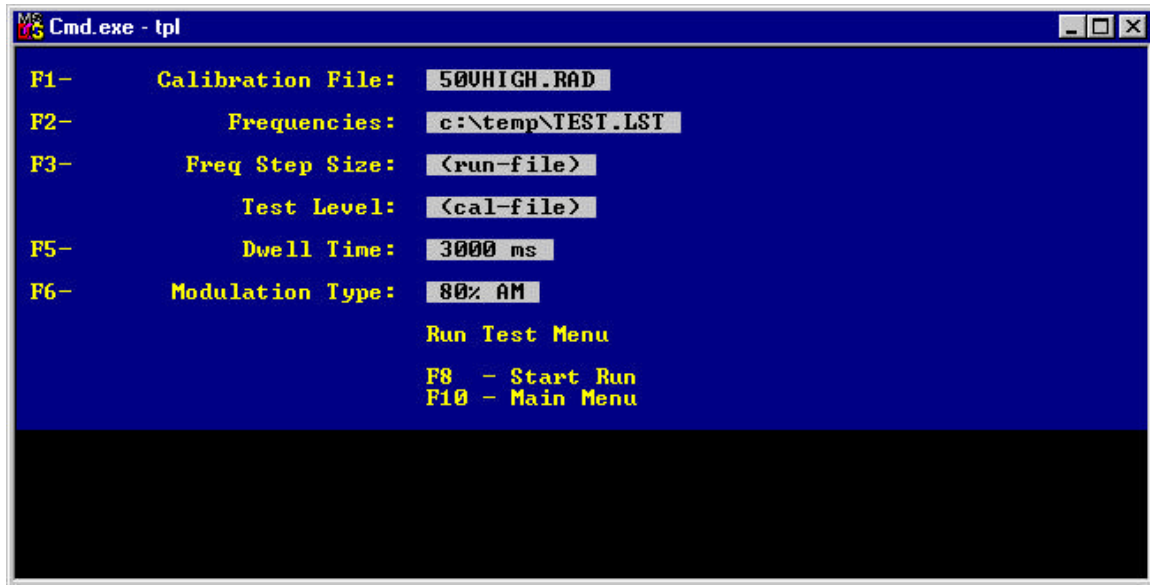 Cmd.exe - tpl
F1- Calibration File: 50VHIGH.RAD
F2- Frequencies: c:\temp\TEST.LST
F3- Freq Step Size: (run-file)
Test Level: (cal-file)
F5- Dwell Time: 3000 ms
F6- Modulation Type: 80% AM
Run Test Menu
F8 - Start Run
F10 - Main Menu